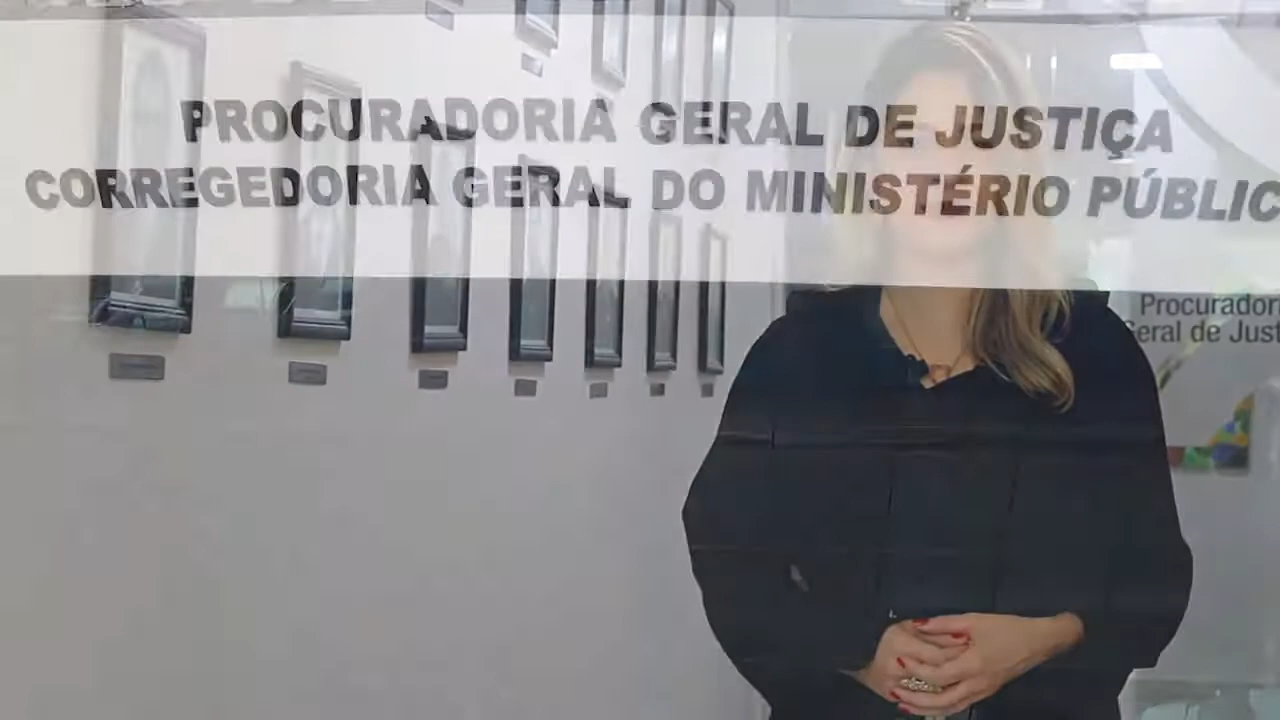 PROCURADORIA GERAL DE JUSTIÇA
CORREGEDORIA GERAL DO MINISTÉRIO PÚBLIC
Procurador
Geral de Just